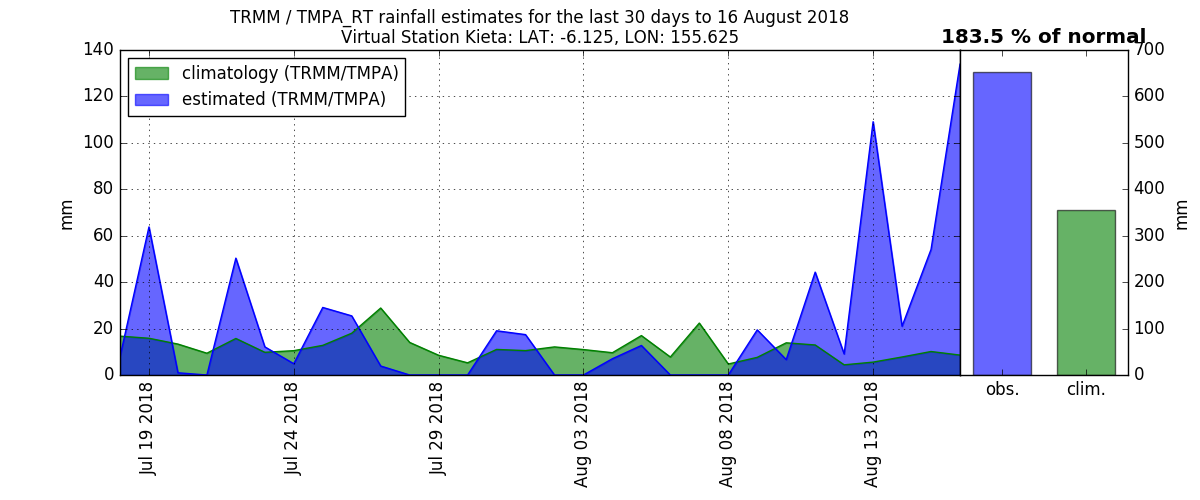 TRMM / TMPA_RT rainfall estimates for the last 30 days to 16 August 2018
Virtual Station Kieta: LAT: -6.125, LON: 155.625
183.5 % of normal
climatology (TRMM/TMPA)
estimated (TRMM/TMPA)
140
120
100
80
60
40
20
0
mm
Jul 19 2018
Jul 24 2018
Jul 29 2018
Aug 03 2018
Aug 08 2018
Aug 13 2018
obs.
clim.
700
600
500
400
300
200
100
0
mm